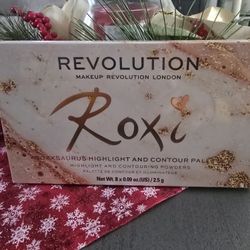 REVOLUTION
MAKEUP REVOLUTION LONDON
Roxi
ROXXSAURUS HIGHLIGHT AND CONTOUR PALETTE
HIGHLIGHT AND CONTOURING POWDERS
PALETTE DE CONTOUR ET ILLUMINATEUR
Net Wt. 8 x 0.09 oz.(US) / 2.5 g